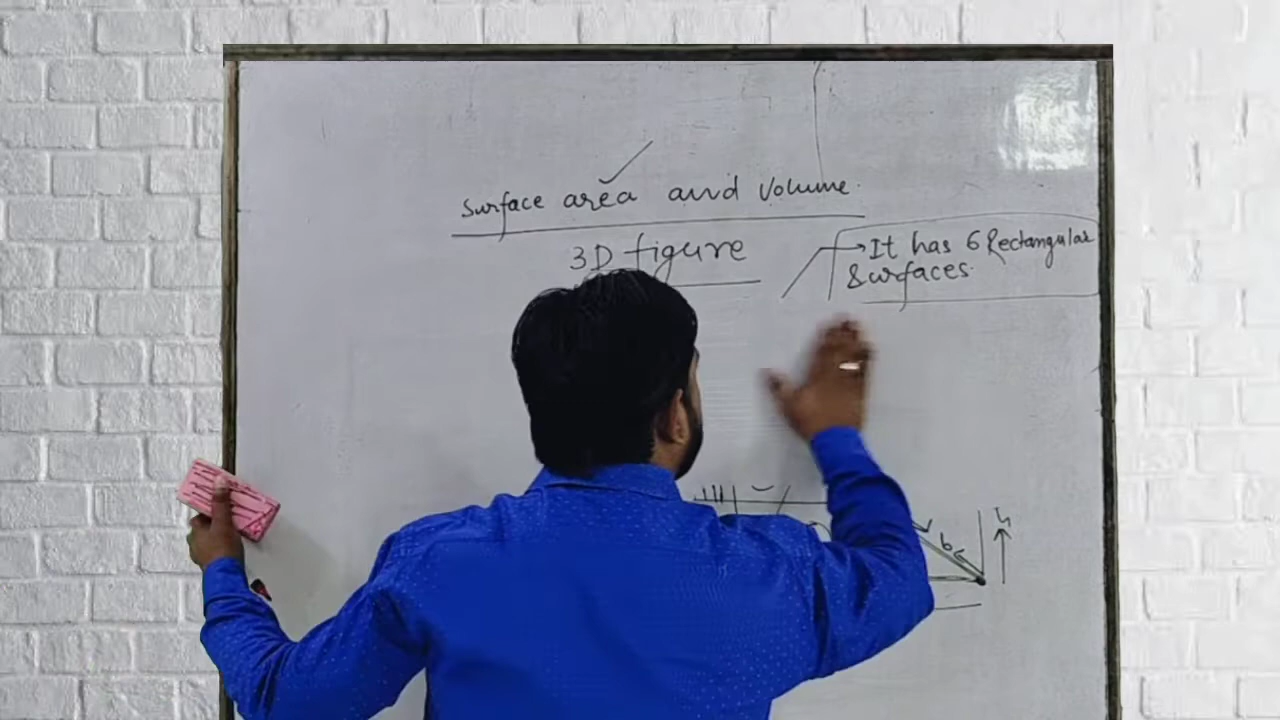 Surface area and Volume.
3D figure
It has 6 Rectangular
Surfaces.
b
h